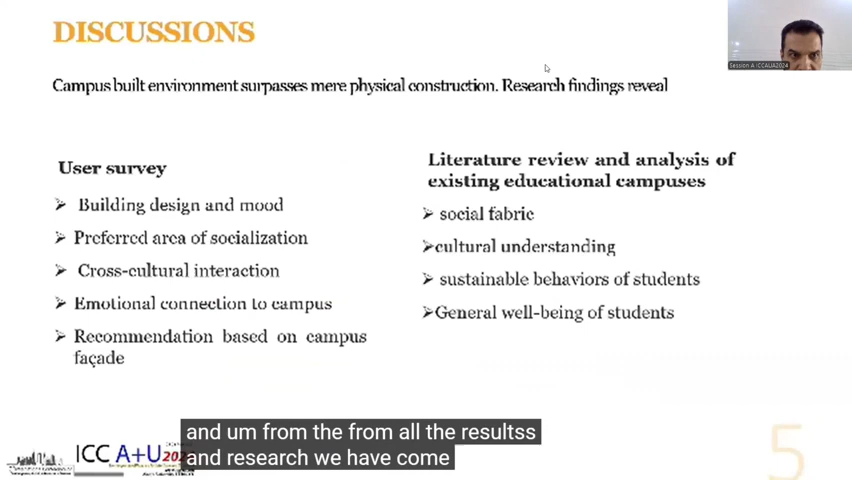 DISCUSSIONS
Session A ICCAUA2024
Campus built environment surpasses mere physical construction. Research findings reveal
User survey
➢ Building design and mood
➢ Preferred area of socialization
➢ Cross-cultural interaction
➢ Emotional connection to campus
➢ Recommendation based on campus
façade
Literature review and analysis of
existing educational campuses
➢ social fabric
➢cultural understanding
➢ sustainable behaviors of students
➢General well-being of students
and um from the from all the resultss
and research we have come
ICC A+U
5